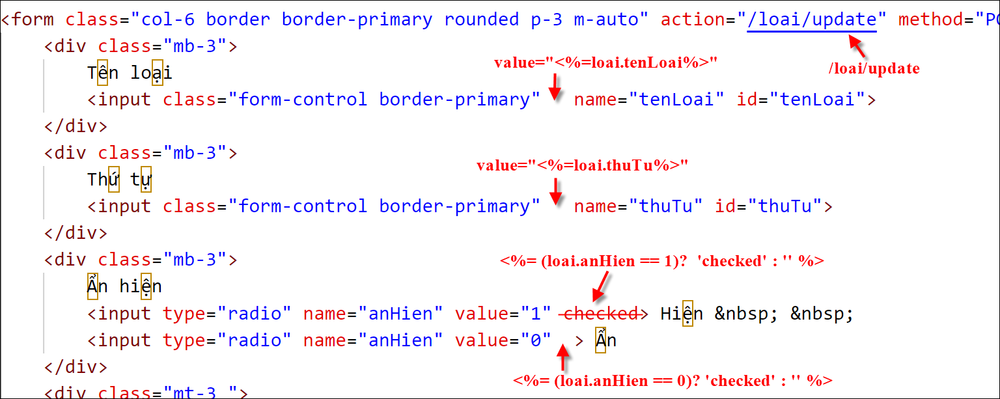 <form class="col-6 border border-primary rounded p-3 m-auto" action="/loai/update" method="PO
<div class="mb-3">
value="<%=loai.tenLoai%>"
/loai/update
Tên loại
<input class="form-control border-primary" name="tenLoai" id="tenLoai">
</div>
<div class="mb-3">
value="<%=loai.thuTu%>"
Thứ tự
<input class="form-control border-primary" name="thuTu" id="thuTu">
</div>
<div class="mb-3">
<%= (loai.anHien == 1)? 'checked' : '' %>
Ẩn hiện
<input type="radio" name="anHien" value="1" checked> Hiện &nbsp; &nbsp;
<input type="radio" name="anHien" value="0" > Ẩn
</div>
<%= (loai.anHien == 0)? 'checked' : '' %>
<div class="mt-3 ">